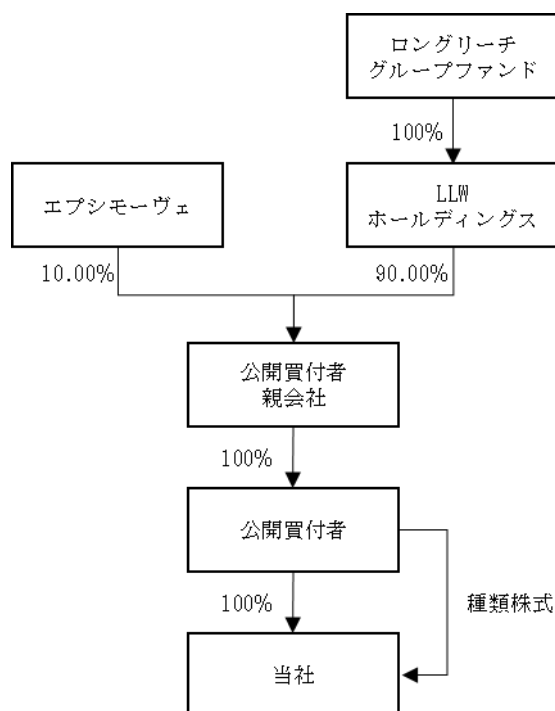 ロングリーチ
グループファンド
100%
エプシモーヴェ
LLW
ホールディングス
10.00%
90.00%
公開買付者
親会社
100%
公開買付者
100%
種類株式
当社